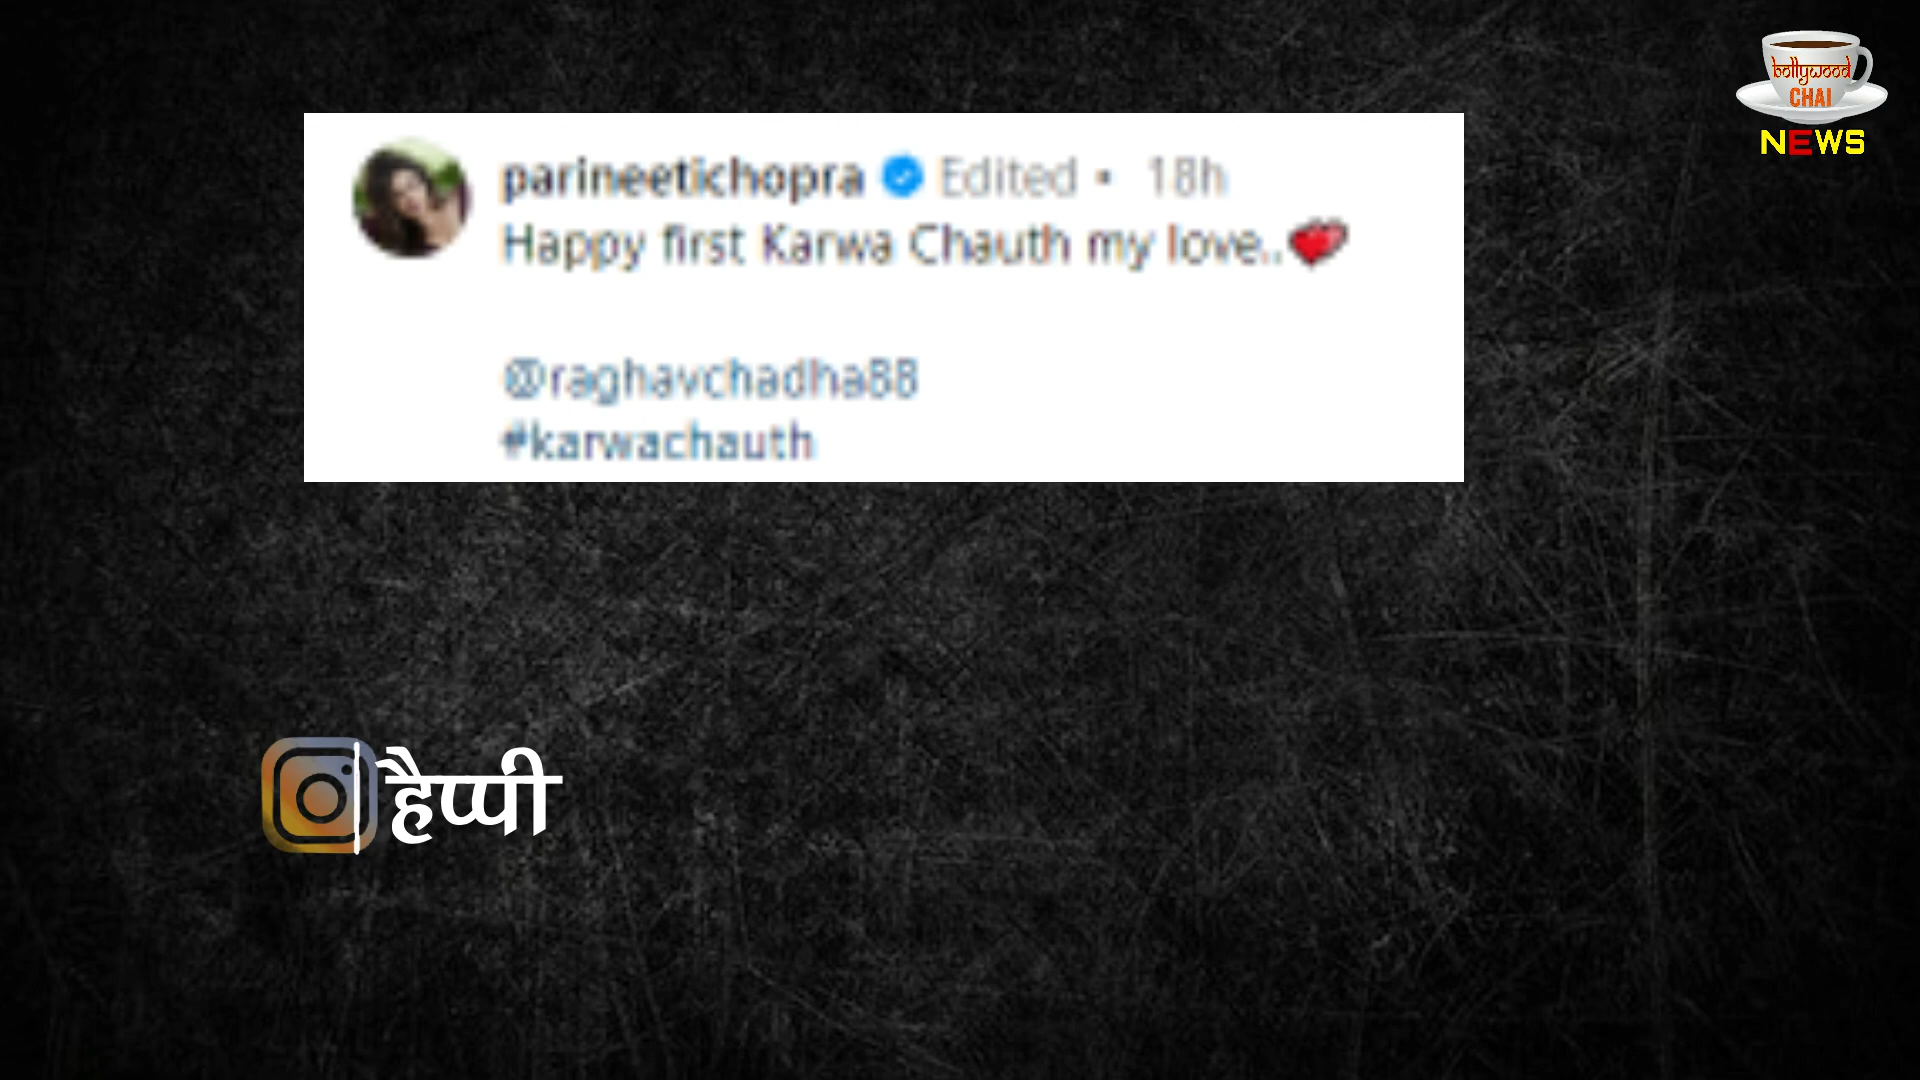 bollywood
CHAI
NEWS
parineetichopra Edited • 18h
Happy first Karwa Chauth my love..
@raghavchadha88
#karwachauth
हैप्पी